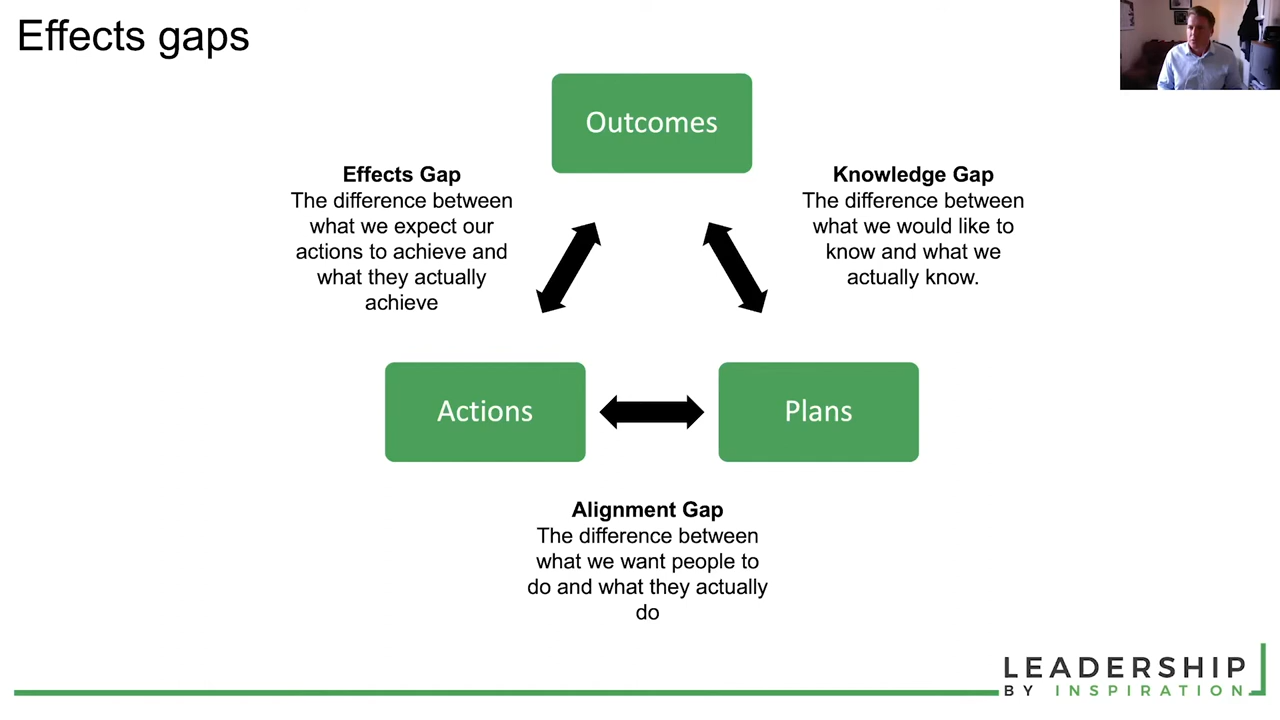 Effects gaps
Outcomes
Effects Gap
The difference between
what we expect our
actions to achieve and
what they actually
achieve
Knowledge Gap
The difference between
what we would like to
know and what we
actually know.
Actions
Plans
Alignment Gap
The difference between
what we want people to
do and what they actually
do
LEADERSHIP
BY INSPIRATION